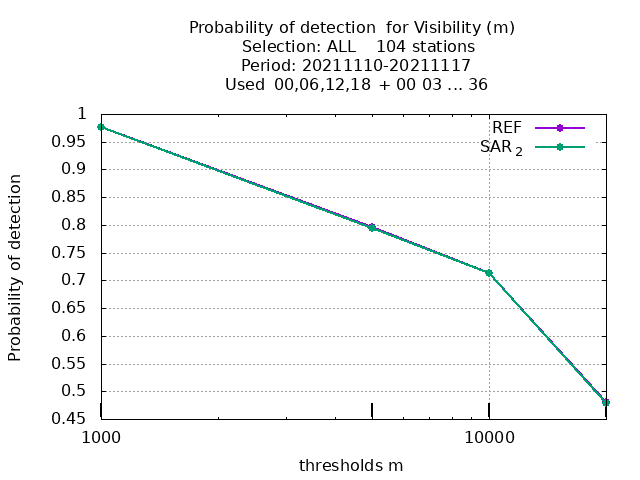 Probability of detection  for Visibility (m)
Selection: ALL    104 stations
Period: 20211110-20211117
Used  00,06,12,18 + 00 03 ... 36
REF
SAR 2
1
0.95
0.9
0.85
0.8
0.75
0.7
0.65
0.6
0.55
0.5
0.45
Probability of detection
1000
10000
thresholds m